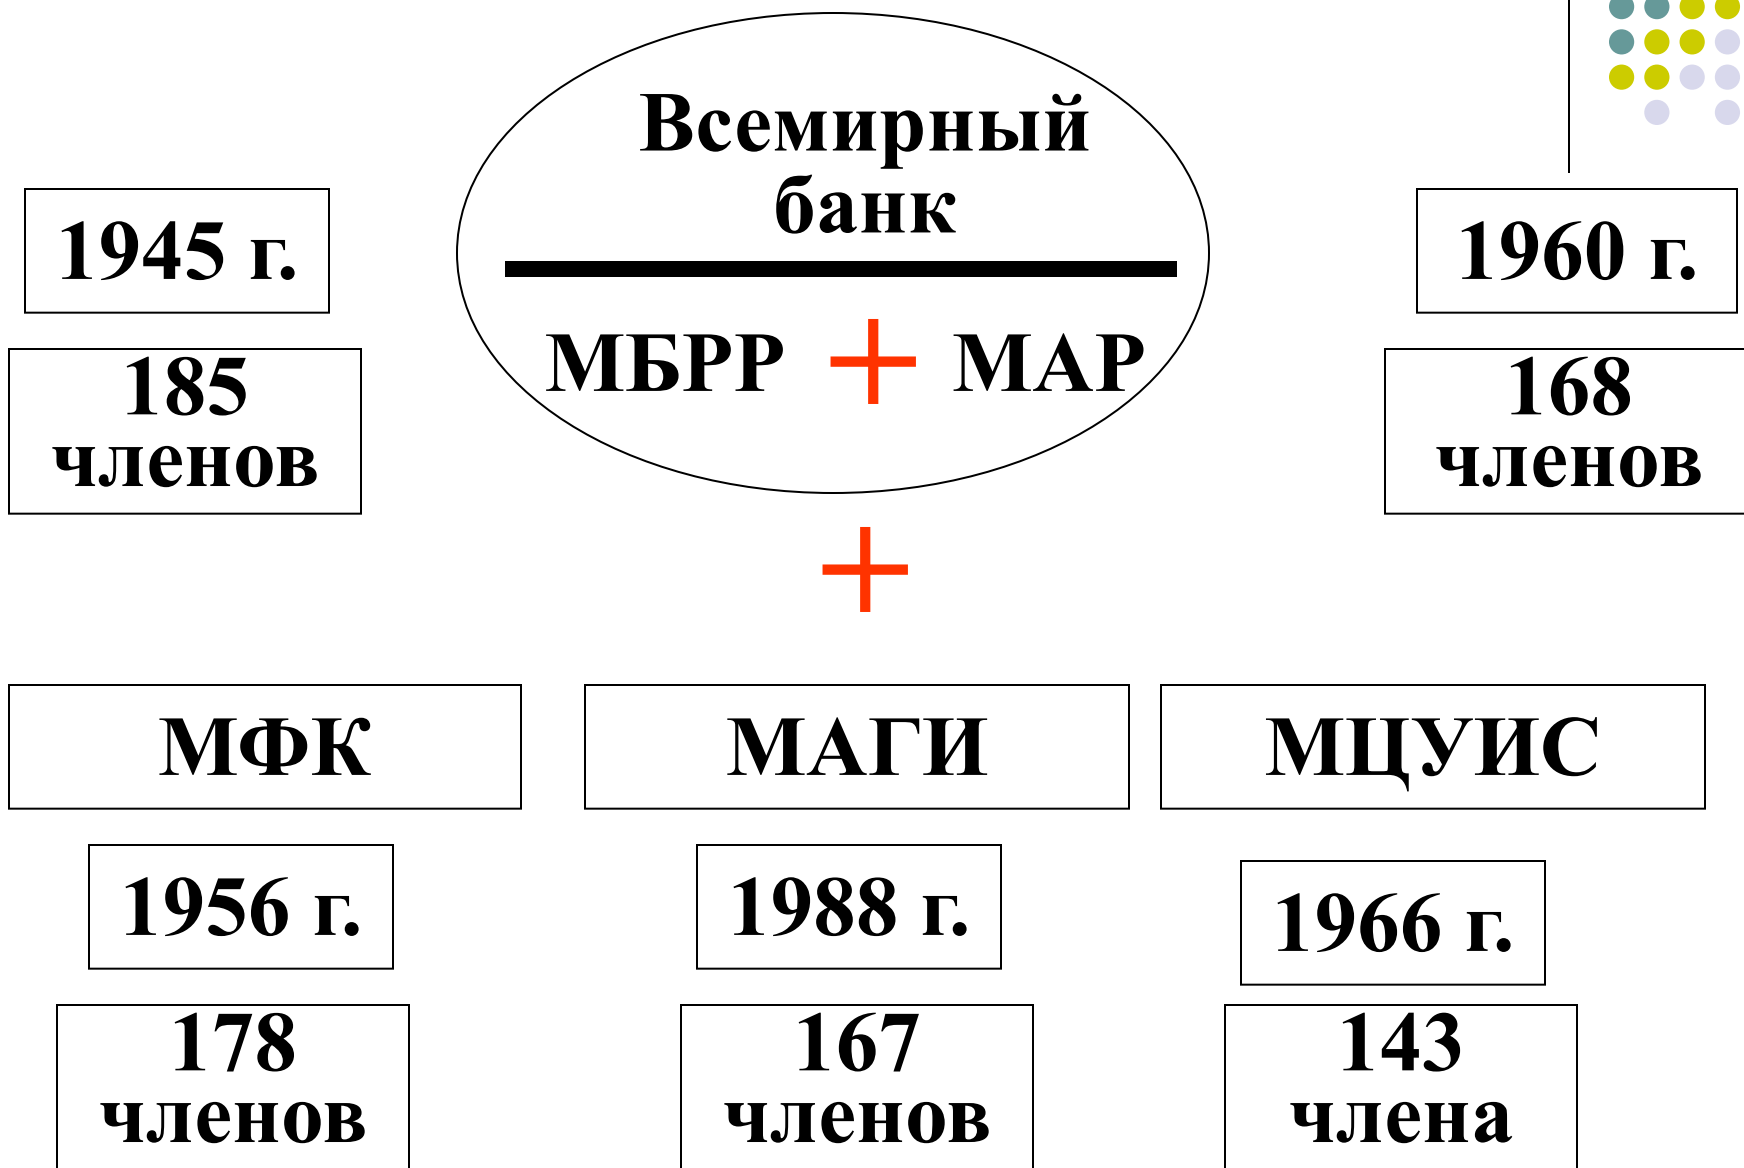 Всемирный
банк
1945 г.
1960 г.
МБРР + МАР
185
членов
168
членов
+
МФК
МАГИ
МЦУИС
1956 г.
1988 г.
1966 г.
178
членов
167
членов
143
члена